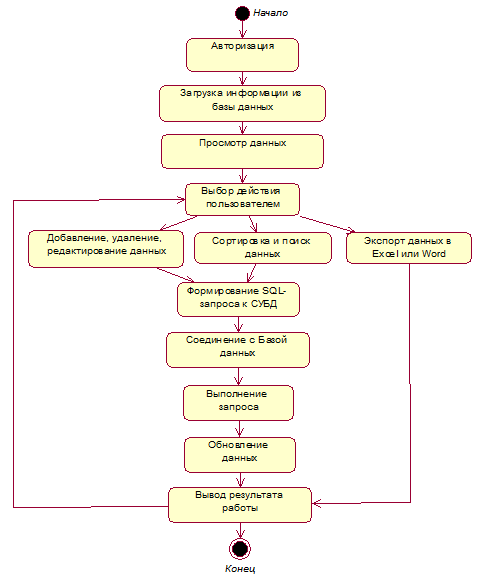 Начало
Авторизация
Загрузка информации из
базы данных
Просмотр данных
Выбор действия
пользователем
Добавление, удаление,
редактирование данных
Сортировка и поиск
данных
Экспорт данных в
Excel или Word
Формирование SQL-
запроса к СУБД
Соединение с Базой
данных
Выполнение
запроса
Обновление
данных
Вывод результата
работы
Конец